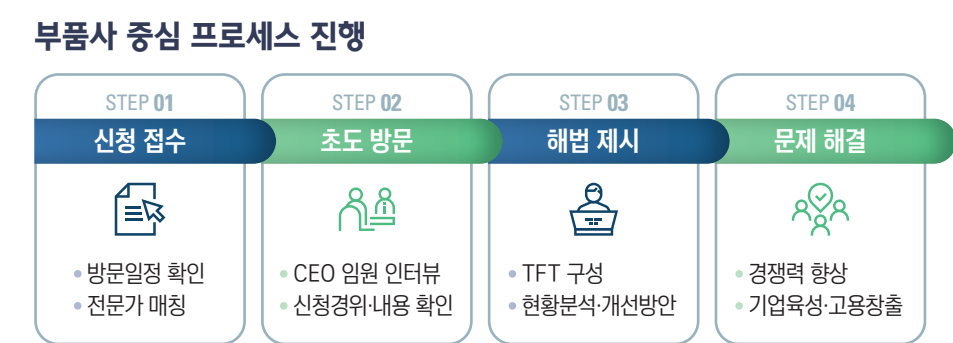 부품사 중심 프로세스 진행
STEP 01
신청 접수
• 방문일정 확인
• 전문가 매칭
STEP 02
초도 방문
• CEO 임원 인터뷰
• 신청경위·내용 확인
STEP 03
해법 제시
• TFT 구성
• 현황분석·개선방안
STEP 04
문제 해결
• 경쟁력 향상
• 기업육성·고용창출